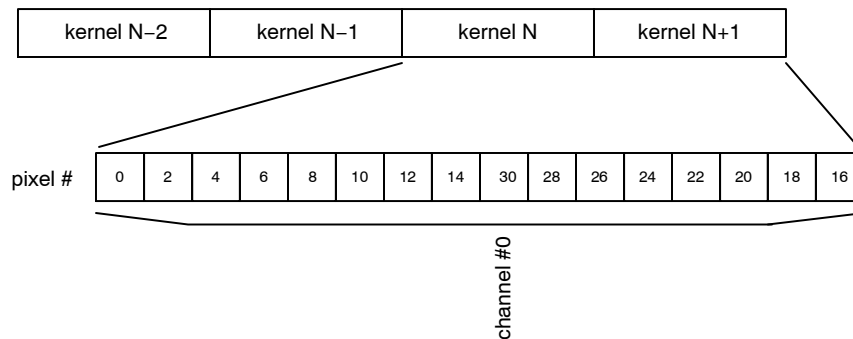 kernel N−2 kernel N−1 kernel N kernel N+1
pixel # 0 2 4 6 8 10 12 14 30 28 26 24 22 20 18 16
channel #0